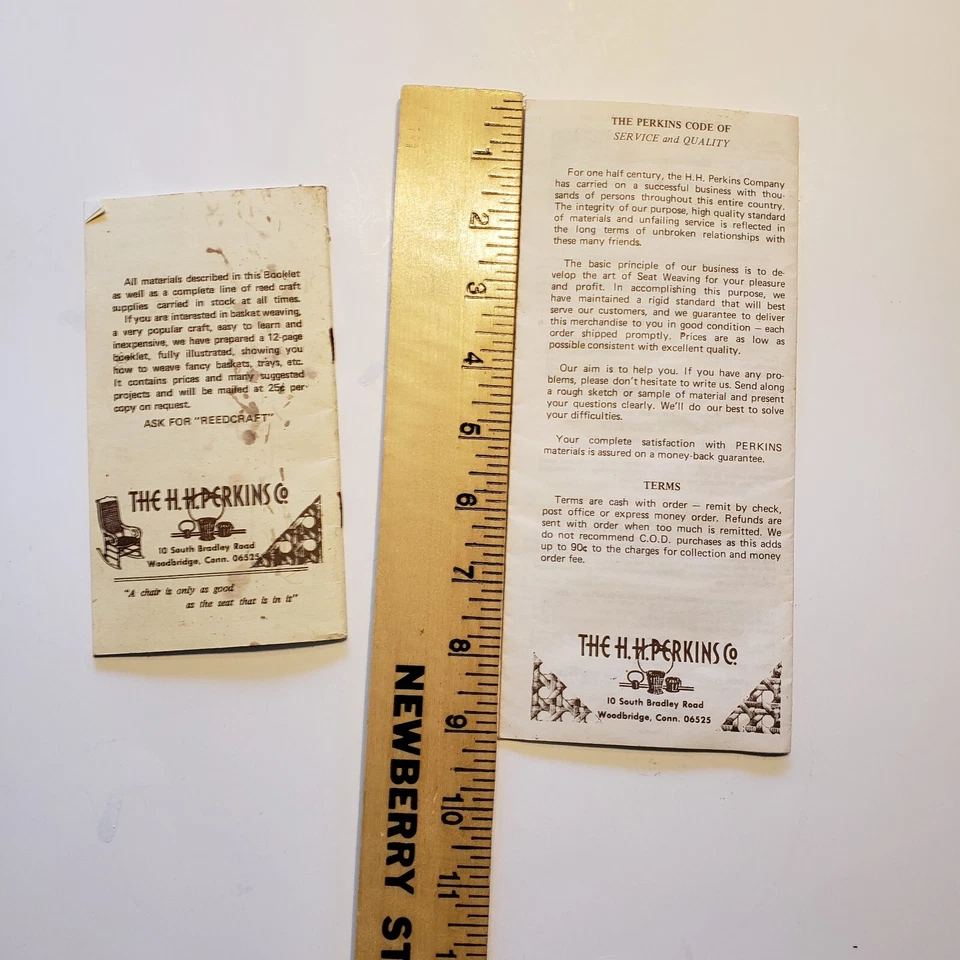 All materials described in this Booklet
as well as a complete line of reed craft
supplies carried in stock at all times.
If you are interested in basket weaving,
a very popular craft, easy to learn and
inexpensive, we have prepared a 12-page
booklet, fully illustrated, showing you
how to weave fancy baskets, trays, etc.
It contains prices and many suggested
projects and will be mailed at 25¢ per
copy on request.
ASK FOR "REEDCRAFT"
THE H.H. PERKINS Co
10 South Bradley Road
Woodbridge, Conn. 06525
"A chair is only as good
as the seat that is in it"
1
2
3
4
5
6
7
8
9
10
11
1
NEWBERRY ST
THE PERKINS CODE OF
SERVICE and QUALITY
For one half century, the H.H. Perkins Company
has carried on a successful business with thou-
sands of persons throughout this entire country.
The integrity of our purpose, high quality standard
of materials and unfailing service is reflected in
the long terms of unbroken relationships with
these many friends.
The basic principle of our business is to de-
velop the art of Seat Weaving for your pleasure
and profit. In accomplishing this purpose, we
have maintained a rigid standard that will best
serve our customers, and we guarantee to deliver
this merchandise to you in good condition – each
order shipped promptly. Prices are as low as
possible consistent with excellent quality.
Our aim is to help you. If you have any pro-
blems, please don't hesitate to write us. Send along
a rough sketch or sample of material and present
your questions clearly. We'll do our best to solve
your difficulties.
Your complete satisfaction with PERKINS
materials is assured on a money-back guarantee.
TERMS
Terms are cash with order – remit by check,
post office or express money order. Refunds are
sent with order when too much is remitted. We
do not recommend C.O.D. purchases as this adds
up to 90¢ to the charges for collection and money
order fee.
THE H.H. PERKINS Co
10 South Bradley Road
Woodbridge, Conn. 06525